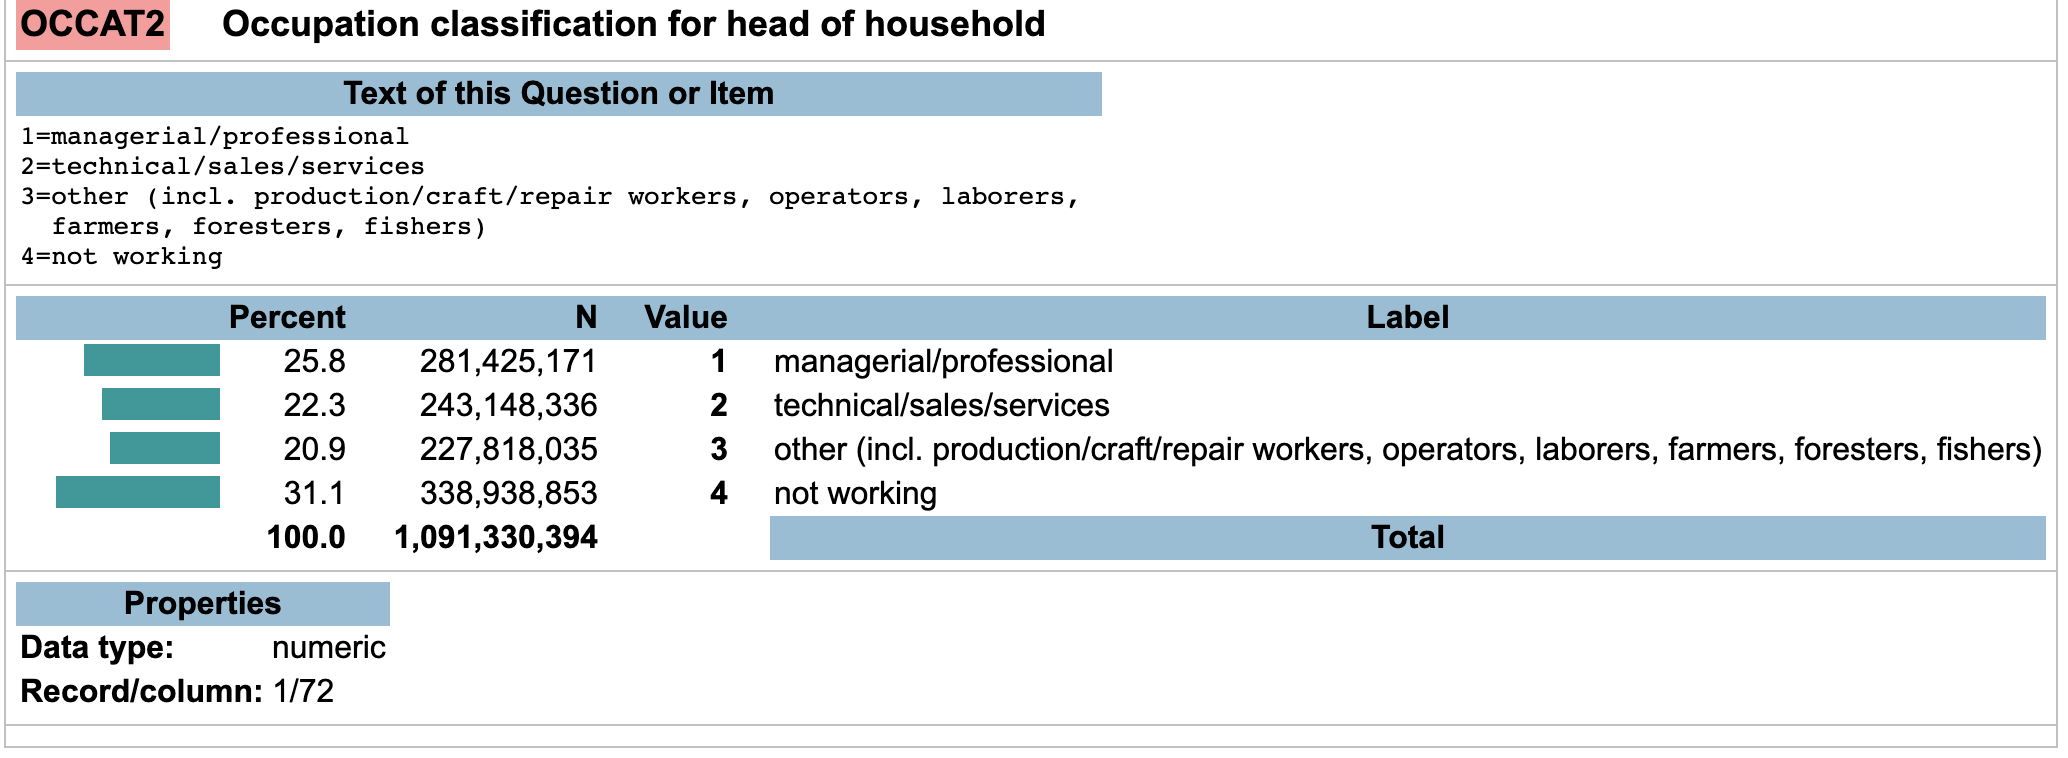 OCCAT2 Occupation classification for head of household
Text of this Question or Item
1=managerial/professional
2=technical/sales/services
3=other (incl. production/craft/repair workers, operators, laborers,
farmers, foresters, fishers)
4=not working
Percent N Value Label
25.8 281,425,171 1 managerial/professional
22.3 243,148,336 2 technical/sales/services
20.9 227,818,035 3 other (incl. production/craft/repair workers, operators, laborers, farmers, foresters, fishers)
31.1 338,938,853 4 not working
100.0 1,091,330,394 Total
Properties
Data type: numeric
Record/column: 1/72